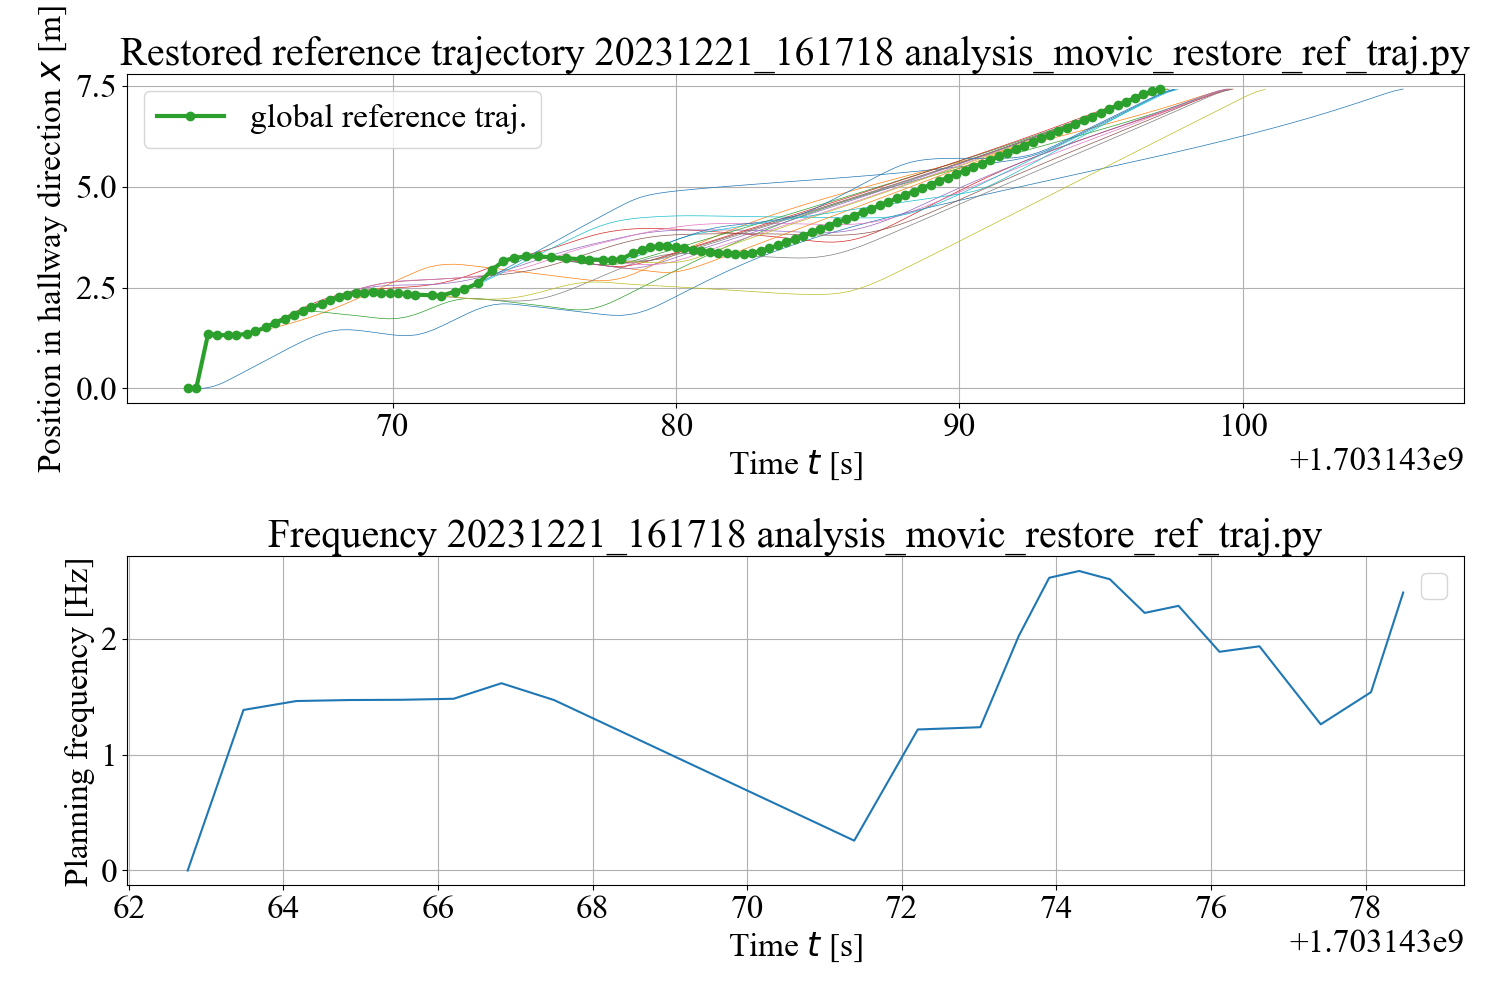 Restored reference trajectory 20231221_161718 analysis_movic_restore_ref_traj.py
Position in hallway direction x [m]
7.5
5.0
2.5
0.0
global reference traj.
70 80 90 100
Time t [s]
+1.703143e9
Frequency 20231221_161718 analysis_movic_restore_ref_traj.py
Planning frequency [Hz]
2
1
0
62 64 66 68 70 72 74 76 78
Time t [s]
+1.703143e9